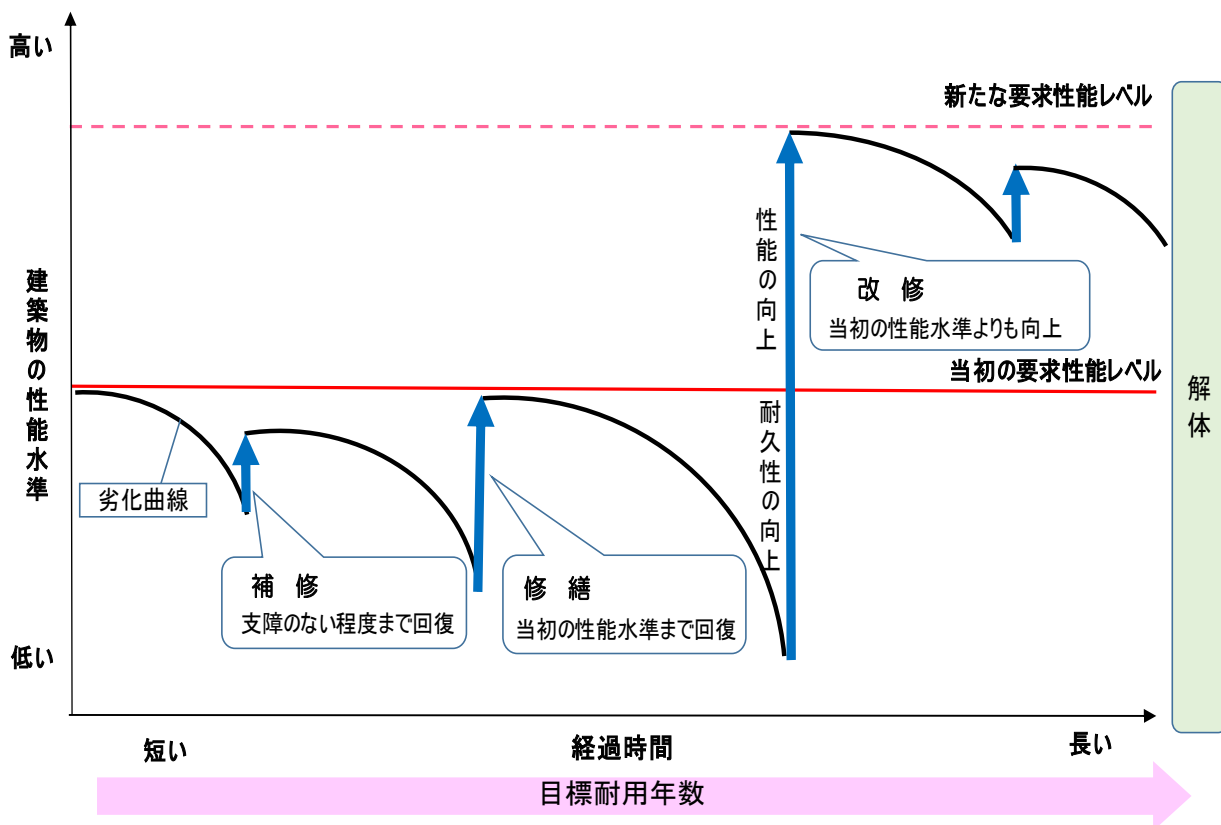 高い
新たな要求性能レベル
建築物の性能水準
性能の向上
改 修
当初の性能水準よりも向上
当初の要求性能レベル
解体
耐久性の向上
劣化曲線
補 修
支障のない程度まで回復
修 繕
当初の性能水準まで回復
低い
短い
経過時間
長い
目標耐用年数